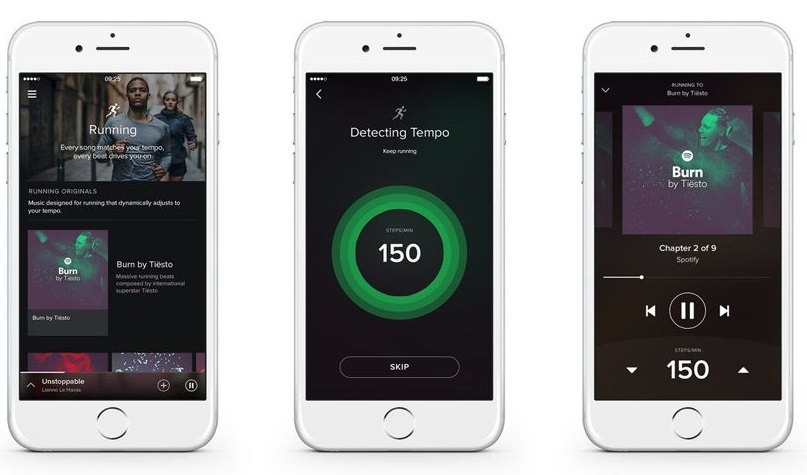 09:25
Running
Every song matches your tempo,
every beat drives you on.
RUNNING ORIGINALS
Music designed for running that dynamically adjusts to
your tempo.
Burn
by Tiësto
Burn by Tiësto
Massive running beats
composed by international
superstar Tiësto
Burn by Tiësto
Unstoppable
Lianne La Havas
09:25
Detecting Tempo
Keep running
STEPS/MIN
150
SKIP
RUNNING TO
Burn by Tiësto
Burn
by Tiësto
Chapter 2 of 9
Spotify
STEPS/MIN
150